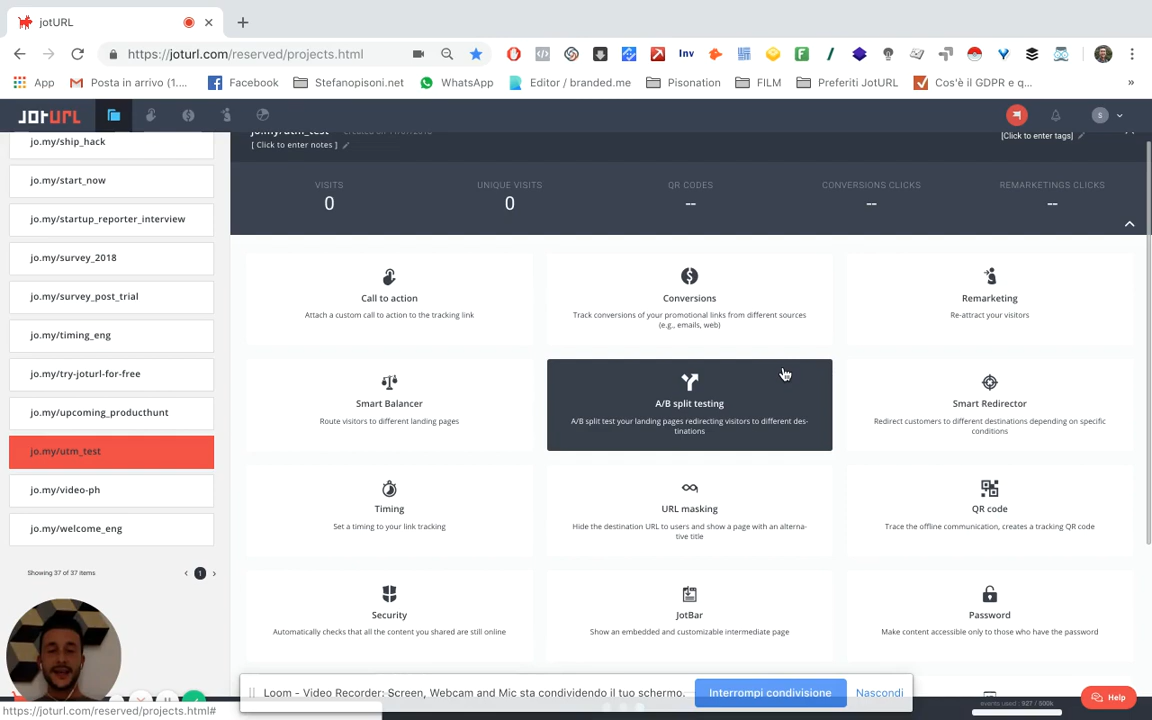 jotURL
https://joturl.com/reserved/projects.html
Inv
App
Posta in arrivo (1....
Facebook
Stefanopisoni.net
WhatsApp
Editor / branded.me
Pisonation
FILM
Preferiti JotURL
Cos'è il GDPR e q...
»
JOTURL
S
jo.my/ship_hack
jo.my/start_now
jo.my/startup_reporter_interview
jo.my/survey_2018
jo.my/survey_post_trial
jo.my/timing_eng
jo.my/try-joturl-for-free
jo.my/upcoming_producthunt
jo.my/utm_test
jo.my/video-ph
jo.my/welcome_eng
Showing 37 of 37 items
‹ 1 ›
jo.my/utm_test
[ Click to enter notes ]
[Click to enter tags]
VISITS
0
UNIQUE VISITS
0
QR CODES
--
CONVERSIONS CLICKS
--
REMARKETINGS CLICKS
--
Call to action
Attach a custom call to action to the tracking link
Conversions
Track conversions of your promotional links from different sources
(e.g., emails, web)
Remarketing
Re-attract your visitors
Smart Balancer
Route visitors to different landing pages
A/B split testing
A/B split test your landing pages redirecting visitors to different des-
tinations
Smart Redirector
Redirect customers to different destinations depending on specific
conditions
Timing
Set a timing to your link tracking
URL masking
Hide the destination URL to users and show a page with an alterna-
tive title
QR code
Trace the offline communication, creates a tracking QR code
Security
Automatically checks that all the content you shared are still online
JotBar
Show an embedded and customizable intermediate page
Password
Make content accessible only to those who have the password
Loom - Video Recorder: Screen, Webcam and Mic sta condividendo il tuo schermo.
Interrompi condivisione
Nascondi
Help
events used : 927 / 500k
https://joturl.com/reserved/projects.html#